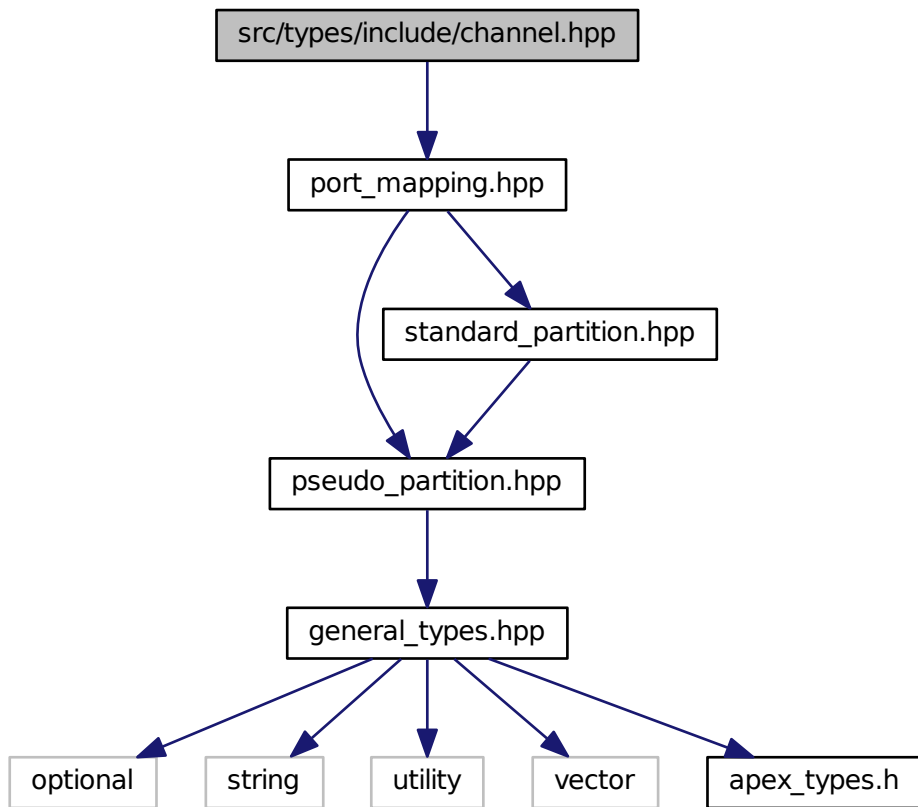 src/types/include/channel.hpp
port_mapping.hpp
standard_partition.hpp
pseudo_partition.hpp
general_types.hpp
optional
string
utility
vector
apex_types.h